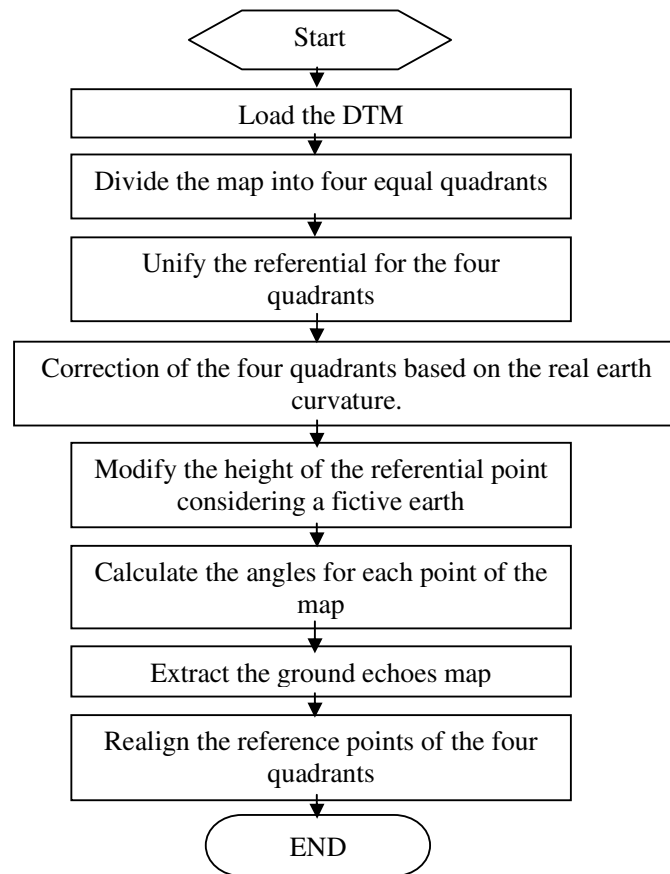 Start
Load the DTM
Divide the map into four equal quadrants
Unify the referential for the four
quadrants
Correction of the four quadrants based on the real earth
curvature.
Modify the height of the referential point
considering a fictive earth
Calculate the angles for each point of the
map
Extract the ground echoes map
Realign the reference points of the four
quadrants
END